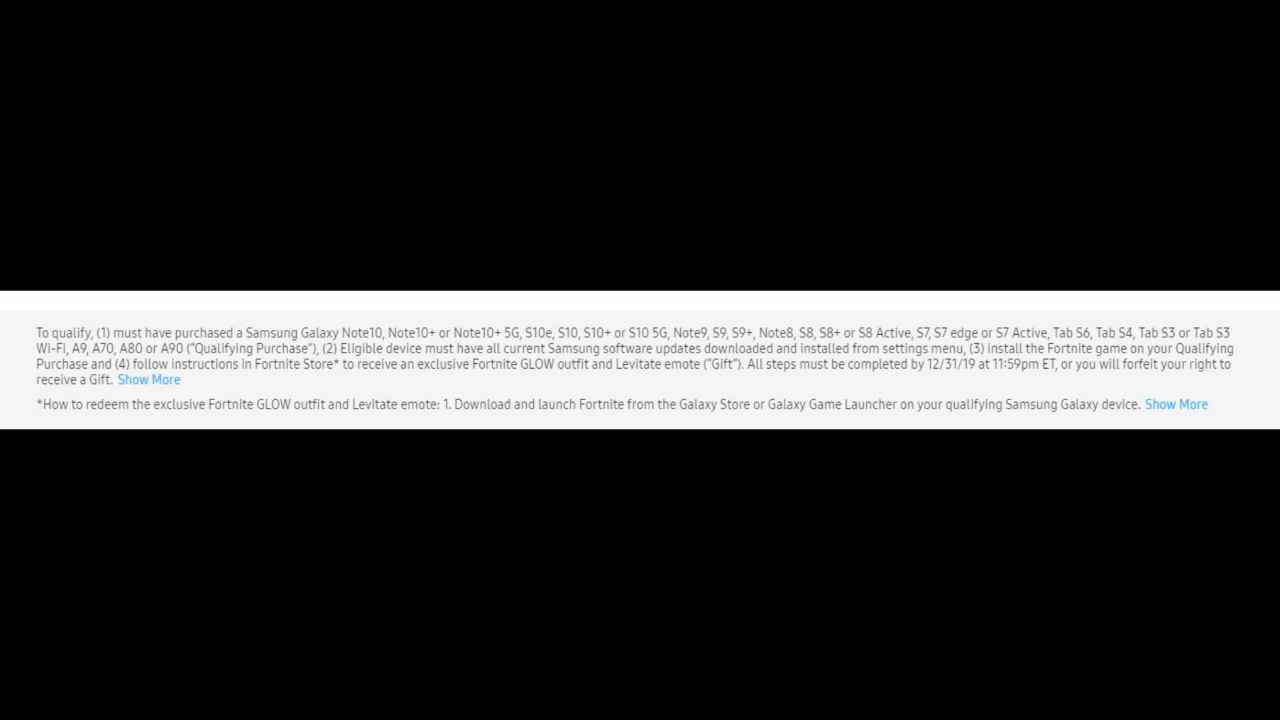 To qualify, (1) must have purchased a Samsung Galaxy Note10, Note10+ or Note10+ 5G, S10e, S10, S10+ or S10 5G, Note9, S9, S9+, Note8, S8, S8+ or S8 Active, S7, S7 edge or S7 Active, Tab S6, Tab S4, Tab S3 or Tab S3
Wi-Fi, A9, A70, A80 or A90 ("Qualifying Purchase"), (2) Eligible device must have all current Samsung software updates downloaded and installed from settings menu, (3) install the Fortnite game on your Qualifying
Purchase and (4) follow instructions in Fortnite Store* to receive an exclusive Fortnite GLOW outfit and Levitate emote ("Gift"). All steps must be completed by 12/31/19 at 11:59pm ET, or you will forfeit your right to
receive a Gift. Show More
*How to redeem the exclusive Fortnite GLOW outfit and Levitate emote: 1. Download and launch Fortnite from the Galaxy Store or Galaxy Game Launcher on your qualifying Samsung Galaxy device. Show More